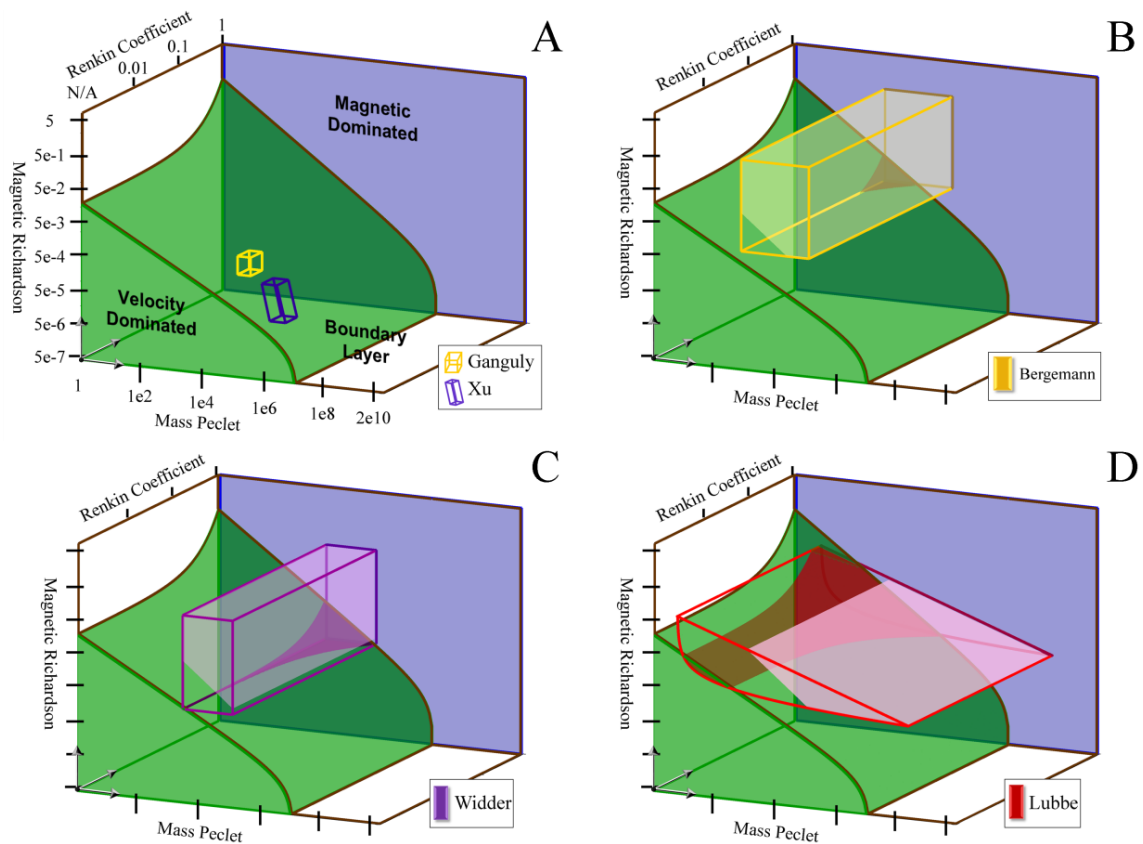 A
Renkin Coefficient
1
0.1
0.01
N/A
5
5e-1
5e-2
5e-3
5e-4
5e-5
5e-6
5e-7
Magnetic Richardson
Magnetic
Dominated
Velocity
Dominated
Boundary
Layer
1
1e2
1e4
1e6
1e8
2e10
Mass Peclet
Ganguly
Xu
B
Renkin Coefficient
Magnetic Richardson
Mass Peclet
Bergemann
C
Renkin Coefficient
Magnetic Richardson
Mass Peclet
Widder
D
Renkin Coefficient
Magnetic Richardson
Mass Peclet
Lubbe